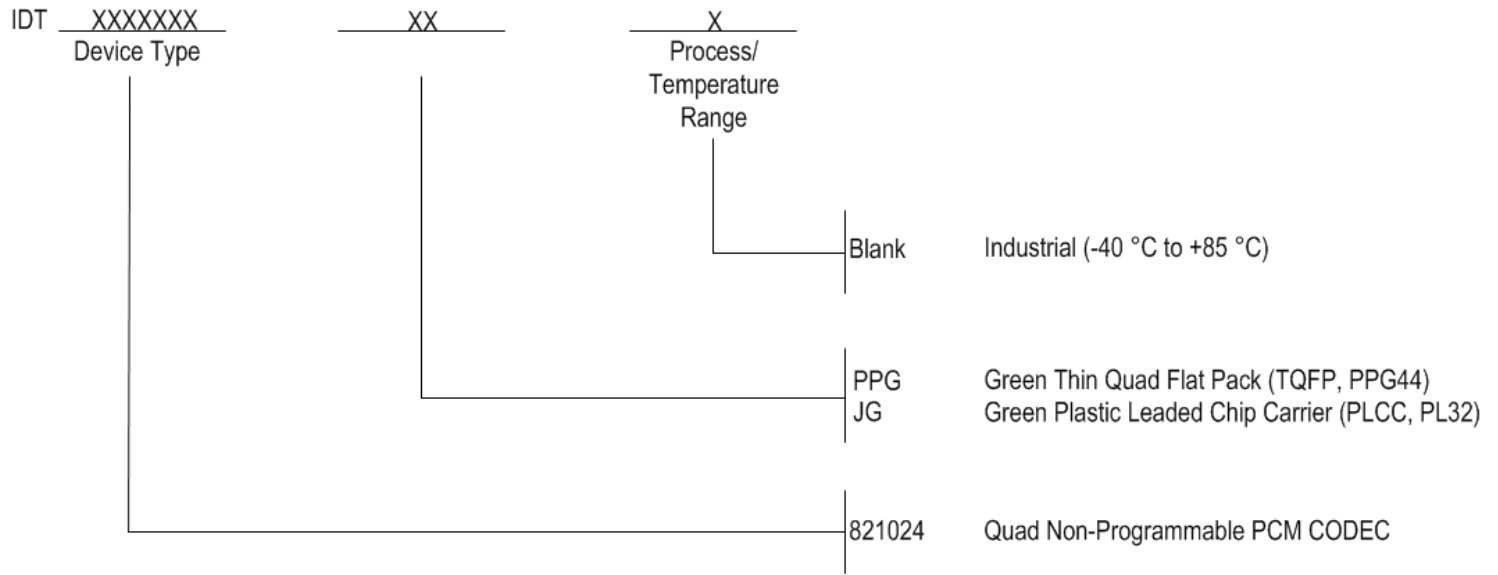 IDT XXXXXXX XX X
Device Type Process/
Temperature
Range
Blank Industrial (-40 °C to +85 °C)
PPG Green Thin Quad Flat Pack (TQFP, PPG44)
JG Green Plastic Leaded Chip Carrier (PLCC, PL32)
821024 Quad Non-Programmable PCM CODEC